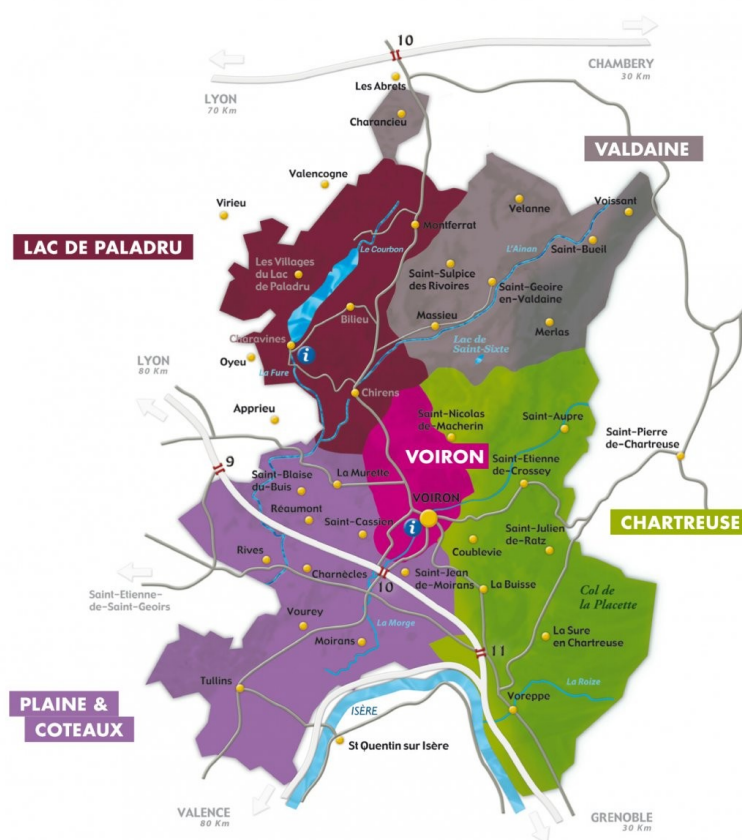 10
CHAMBERY
30 Km
LYON
70 Km
Les Abrets
Charancieu
VALDAINE
Valencogne
Virieu
Velanne
Voissant
Montferrat
LAC DE PALADRU
Le Courbon
L'Ainan
Saint-Bueil
Les Villages
du Lac
de Paladru
Saint-Sulpice
des Rivoires
Saint-Geoire
en-Valdaine
Bilieu
Massieu
Merlas
Charavines
i
Lac de
Saint-Sixte
LYON
80 Km
Oyeu
La Fure
Chirens
Apprieu
Saint-Nicolas
de-Macherin
Saint-Aupre
Saint-Pierre
de-Chartreuse
9
VOIRON
Saint-Etienne
de-Crossey
Saint-Blaise
du-Buis
La Murette
VOIRON
Réaumont
Saint-Cassien
i
CHARTREUSE
Saint-Julien
de-Ratz
Coublevie
Rives
Charnècles
10
Saint-Jean
de-Moirans
La Buisse
Col de
la Placette
Saint-Etienne-
de-Saint-Geoirs
Vourey
La Morge
Moirans
11
La Sure
en Chartreuse
Tullins
La Roize
Voreppe
PLAINE &
COTEAUX
ISÈRE
St Quentin sur Isère
VALENCE
80 Km
GRENOBLE
30 Km